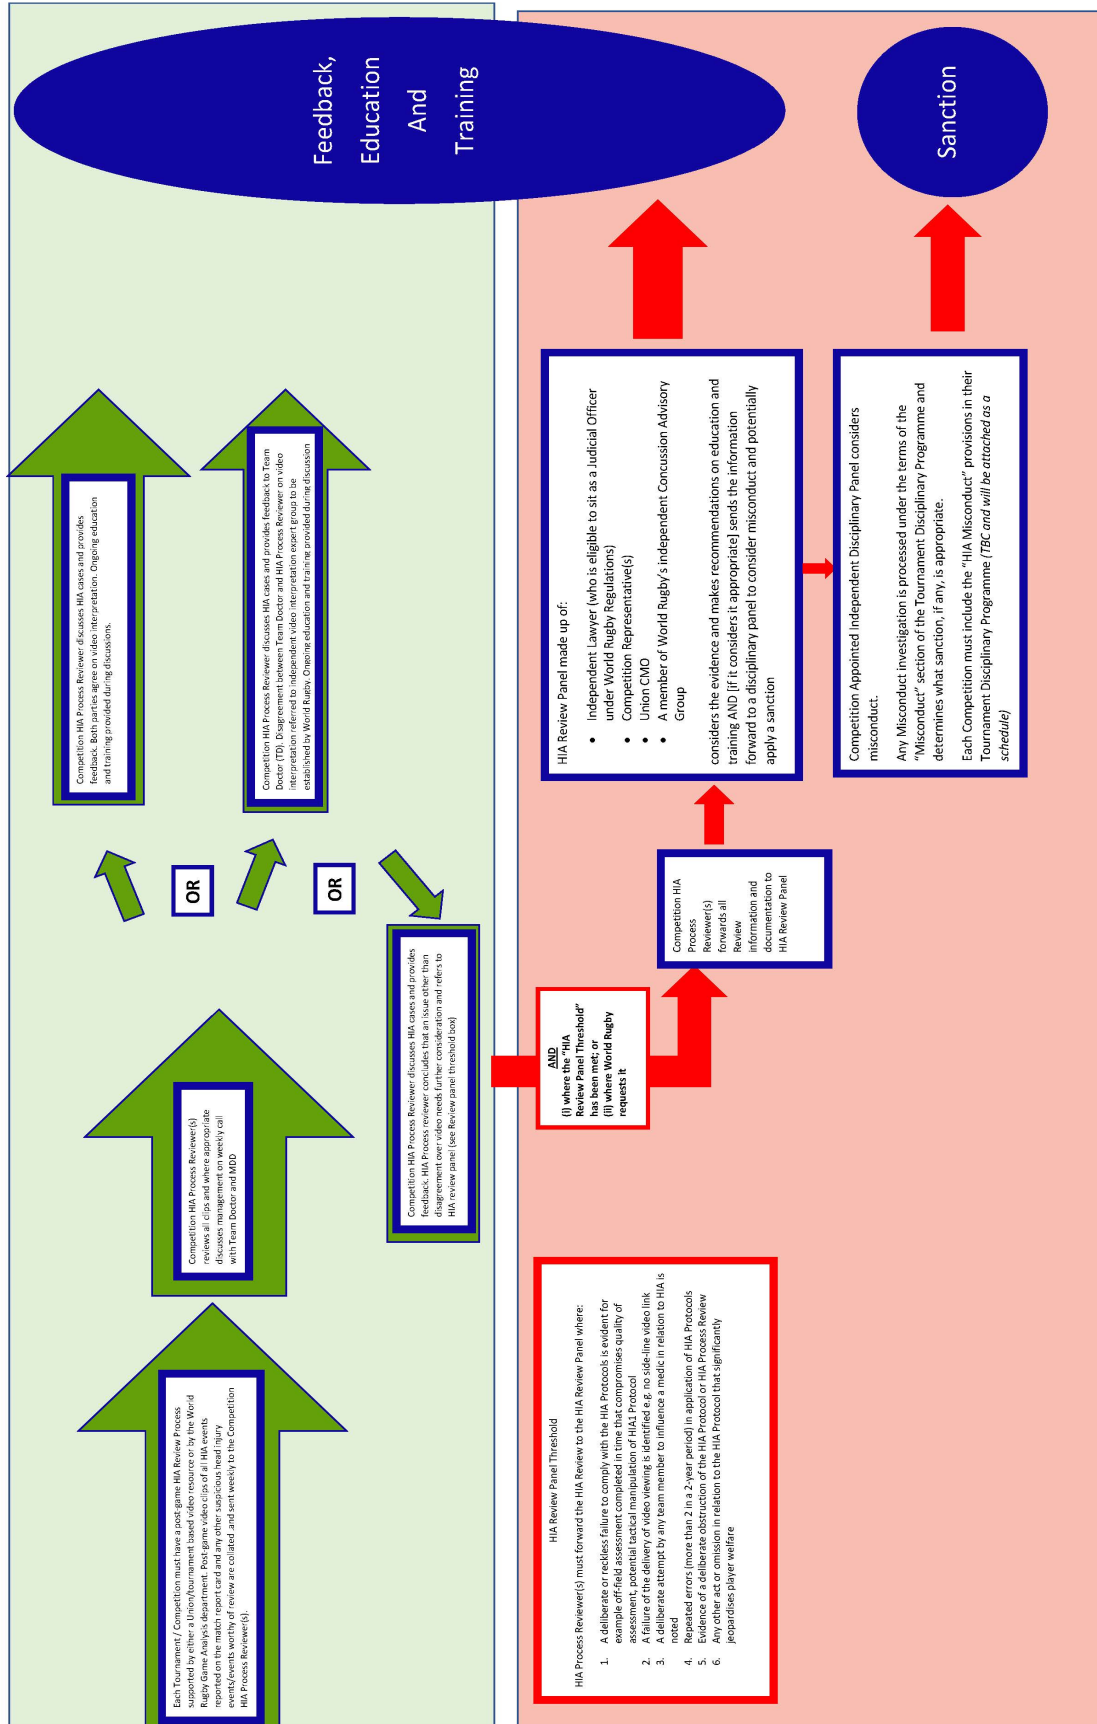 Each Tournament / Competition must have a post-game HIA Review Process
supported by either a Union/tournament based video resource or by the World
Rugby Game Analysis department. Post-game video clips of all HIA events
reported on the match report card and any other suspicious head injury
events/events worthy of review are collated .and sent weekly to the Competition
HIA Process Reviewer(s).
Competition HIA Process Reviewer(s)
reviews all clips and where appropriate
discusses management on weekly call
with Team Doctor and MDD
OR
OR
Competition HIA Process Reviewer discusses HIA cases and provides
feedback. Both parties agree on video interpretation. Ongoing education
and training provided during discussions.
Competition HIA Process Reviewer discusses HIA cases and provides feedback to Team
Doctor (TD). Disagreement between Team Doctor and HIA Process Reviewer on video
interpretation referred to independent video interpretation expert group to be
established by World Rugby. Ongoing education and training provided during discussion
Competition HIA Process Reviewer discusses HIA cases and provides
feedback. HIA Process reviewer concludes that an issue other than
disagreement over video needs further consideration and refers to
HIA review panel (see Review panel threshold box)
Feedback,
Education
And
Training
HIA Review Panel Threshold
HIA Process Reviewer(s) must forward the HIA Review to the HIA Review Panel where:
1. A deliberate or reckless failure to comply with the HIA Protocols is evident for
example off-field assessment completed in time that compromises quality of
assessment, potential tactical manipulation of HIA1 Protocol
2. A failure of the delivery of video viewing is identified e.g. no side-line video link
3. A deliberate attempt by any team member to influence a medic in relation to HIA is
noted
4. Repeated errors (more than 2 in a 2-year period) in application of HIA Protocols
5. Evidence of a deliberate obstruction of the HIA Protocol or HIA Process Review
6. Any other act or omission in relation to the HIA Protocol that significantly
jeopardises player welfare
AND
(i) where the “HIA
Review Panel Threshold”
has been met; or
(ii) where World Rugby
requests it
Competition HIA
Process
Reviewer(s)
forwards all
Review
information and
documentation to
HIA Review Panel
HIA Review Panel made up of:
• Independent Lawyer (who is eligible to sit as a Judicial Officer
under World Rugby Regulations)
• Competition Representative(s)
• Union CMO
• A member of World Rugby’s independent Concussion Advisory
Group
considers the evidence and makes recommendations on education and
training AND [if it considers it appropriate] sends the information
forward to a disciplinary panel to consider misconduct and potentially
apply a sanction
Competition Appointed Independent Disciplinary Panel considers
misconduct.
Any Misconduct investigation is processed under the terms of the
“Misconduct” section of the Tournament Disciplinary Programme and
determines what sanction, if any, is appropriate.
Each Competition must include the “HIA Misconduct” provisions in their
Tournament Disciplinary Programme (TBC and will be attached as a
schedule)
Sanction